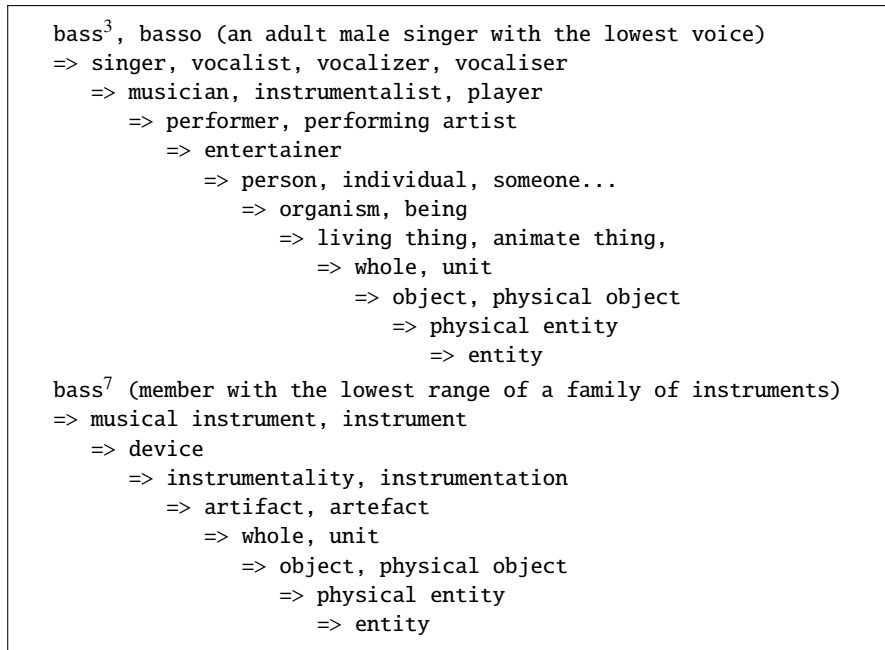 bass³, basso (an adult male singer with the lowest voice)
=> singer, vocalist, vocalizer, vocaliser
=> musician, instrumentalist, player
=> performer, performing artist
=> entertainer
=> person, individual, someone...
=> organism, being
=> living thing, animate thing,
=> whole, unit
=> object, physical object
=> physical entity
=> entity
bass⁷ (member with the lowest range of a family of instruments)
=> musical instrument, instrument
=> device
=> instrumentality, instrumentation
=> artifact, artefact
=> whole, unit
=> object, physical object
=> physical entity
=> entity